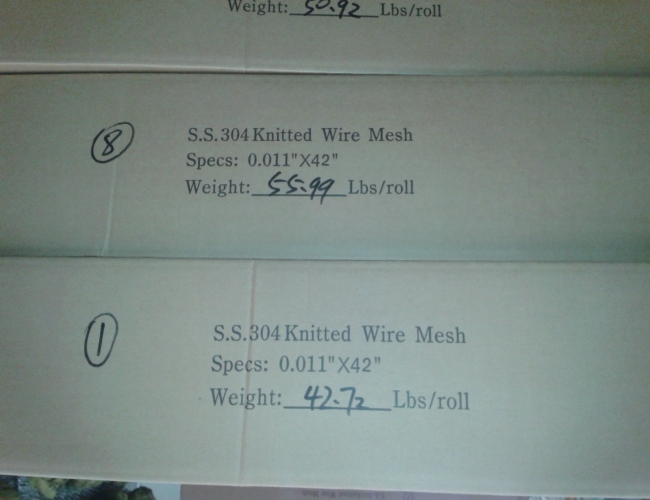 Weight: 50.92 Lbs/roll
8
S.S.304 Knitted Wire Mesh
Specs: 0.011"X42"
Weight: 55.99 Lbs/roll
1
S.S.304 Knitted Wire Mesh
Specs: 0.011"X42"
Weight: 42.72 Lbs/roll